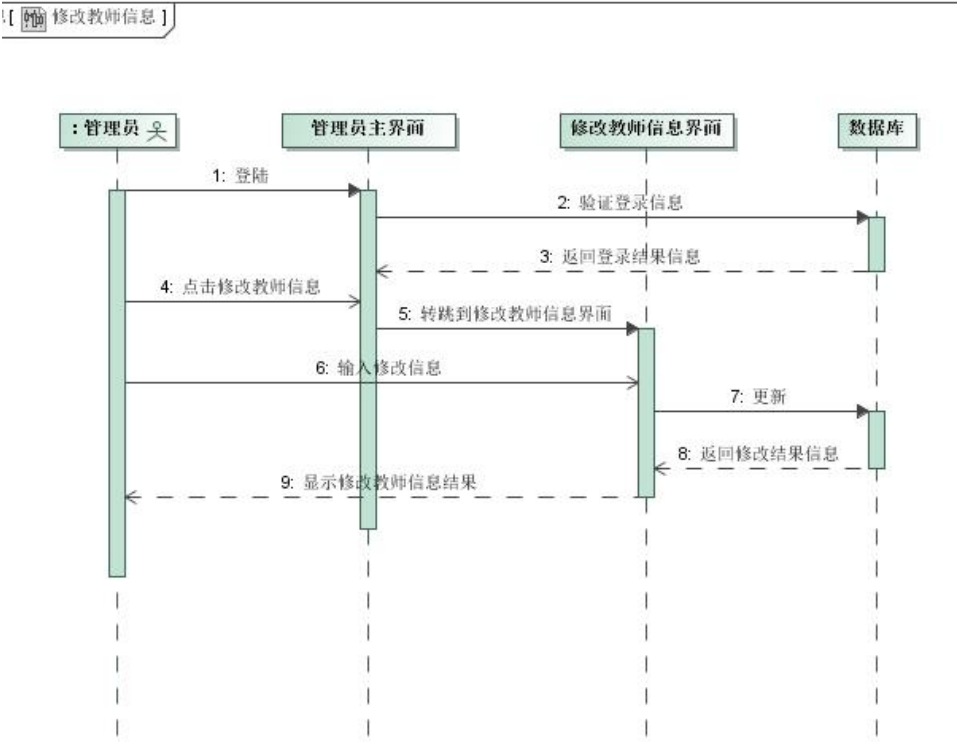 [ 修改教师信息 ]
: 管理员
管理员主界面
修改教师信息界面
数据库
1: 登陆
2: 验证登录信息
3: 返回登录结果信息
4: 点击修改教师信息
5: 转跳到修改教师信息界面
6: 输入修改信息
7: 更新
8: 返回修改结果信息
9: 显示修改教师信息结果